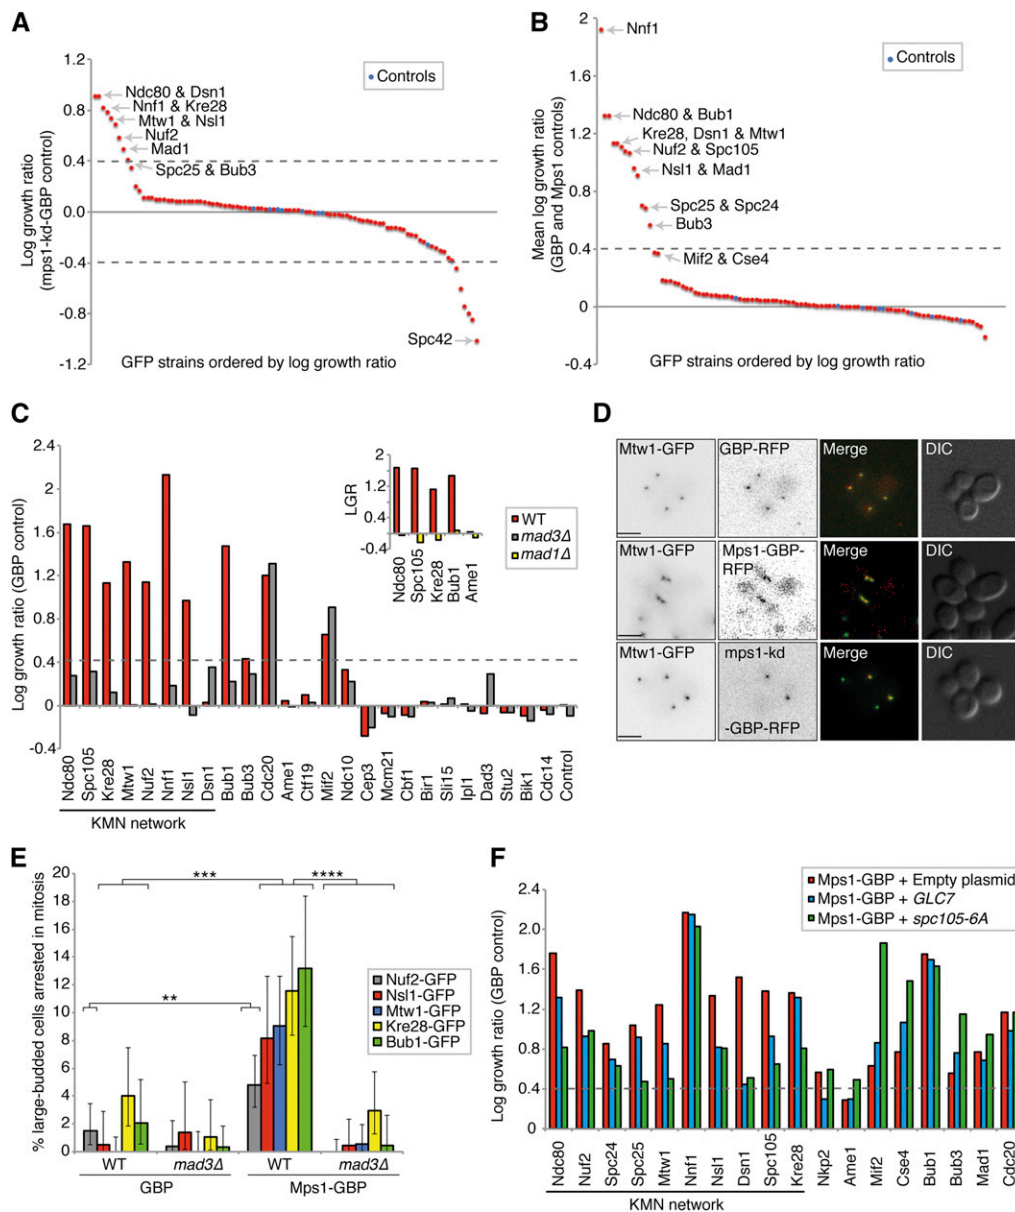 A
1.2
0.8
0.4
0.0
-0.4
-0.8
-1.2
Log growth ratio
(mps1-kd-GBP control)
Controls
Ndc80 & Dsn1
Nnf1 & Kre28
Mtw1 & Nsl1
Nuf2
Mad1
Spc25 & Bub3
Spc42
GFP strains ordered by log growth ratio
B
2
1.6
1.2
0.8
0.4
0
-0.4
Mean log growth ratio
(GBP and Mps1 controls)
Controls
Nnf1
Ndc80 & Bub1
Kre28, Dsn1 & Mtw1
Nuf2 & Spc105
Nsl1 & Mad1
Spc25 & Spc24
Bub3
Mif2 & Cse4
GFP strains ordered by log growth ratio
C
2.4
2
1.6
1.2
0.8
0.4
0
-0.4
Log growth ratio (GBP control)
2
1.2
0.4
-0.4
LGR
Ndc80
Spc105
Kre28
Bub1
Ame1
WT
mad3Δ
mad1Δ
Ndc80
Spc105
Kre28
Mtw1
Nuf2
Nnf1
Nsl1
Dsn1
Bub1
Bub3
Cdc20
Ame1
Ctf19
Mif2
Ndc10
Cep3
Mcm21
Cbf1
Bir1
Sli15
Ipl1
Dad3
Stu2
Bik1
Cdc14
Control
KMN network
D
Mtw1-GFP
GBP-RFP
Merge
DIC
Mtw1-GFP
Mps1-GBP-
RFP
Merge
DIC
Mtw1-GFP
mps1-kd
-GBP-RFP
Merge
DIC
E
20
18
16
14
12
10
8
6
4
2
0
% large-budded cells arrested in mitosis
***
****
**
Nuf2-GFP
Nsl1-GFP
Mtw1-GFP
Kre28-GFP
Bub1-GFP
WT
mad3Δ
WT
mad3Δ
GBP
Mps1-GBP
F
2.4
2.0
1.6
1.2
0.8
0.4
0
Log growth ratio (GBP control)
Mps1-GBP + Empty plasmid
Mps1-GBP + GLC7
Mps1-GBP + spc105-6A
Ndc80
Nuf2
Spc24
Spc25
Mtw1
Nnf1
Nsl1
Dsn1
Spc105
Kre28
Nkp2
Ame1
Mif2
Cse4
Bub1
Bub3
Mad1
Cdc20
KMN network